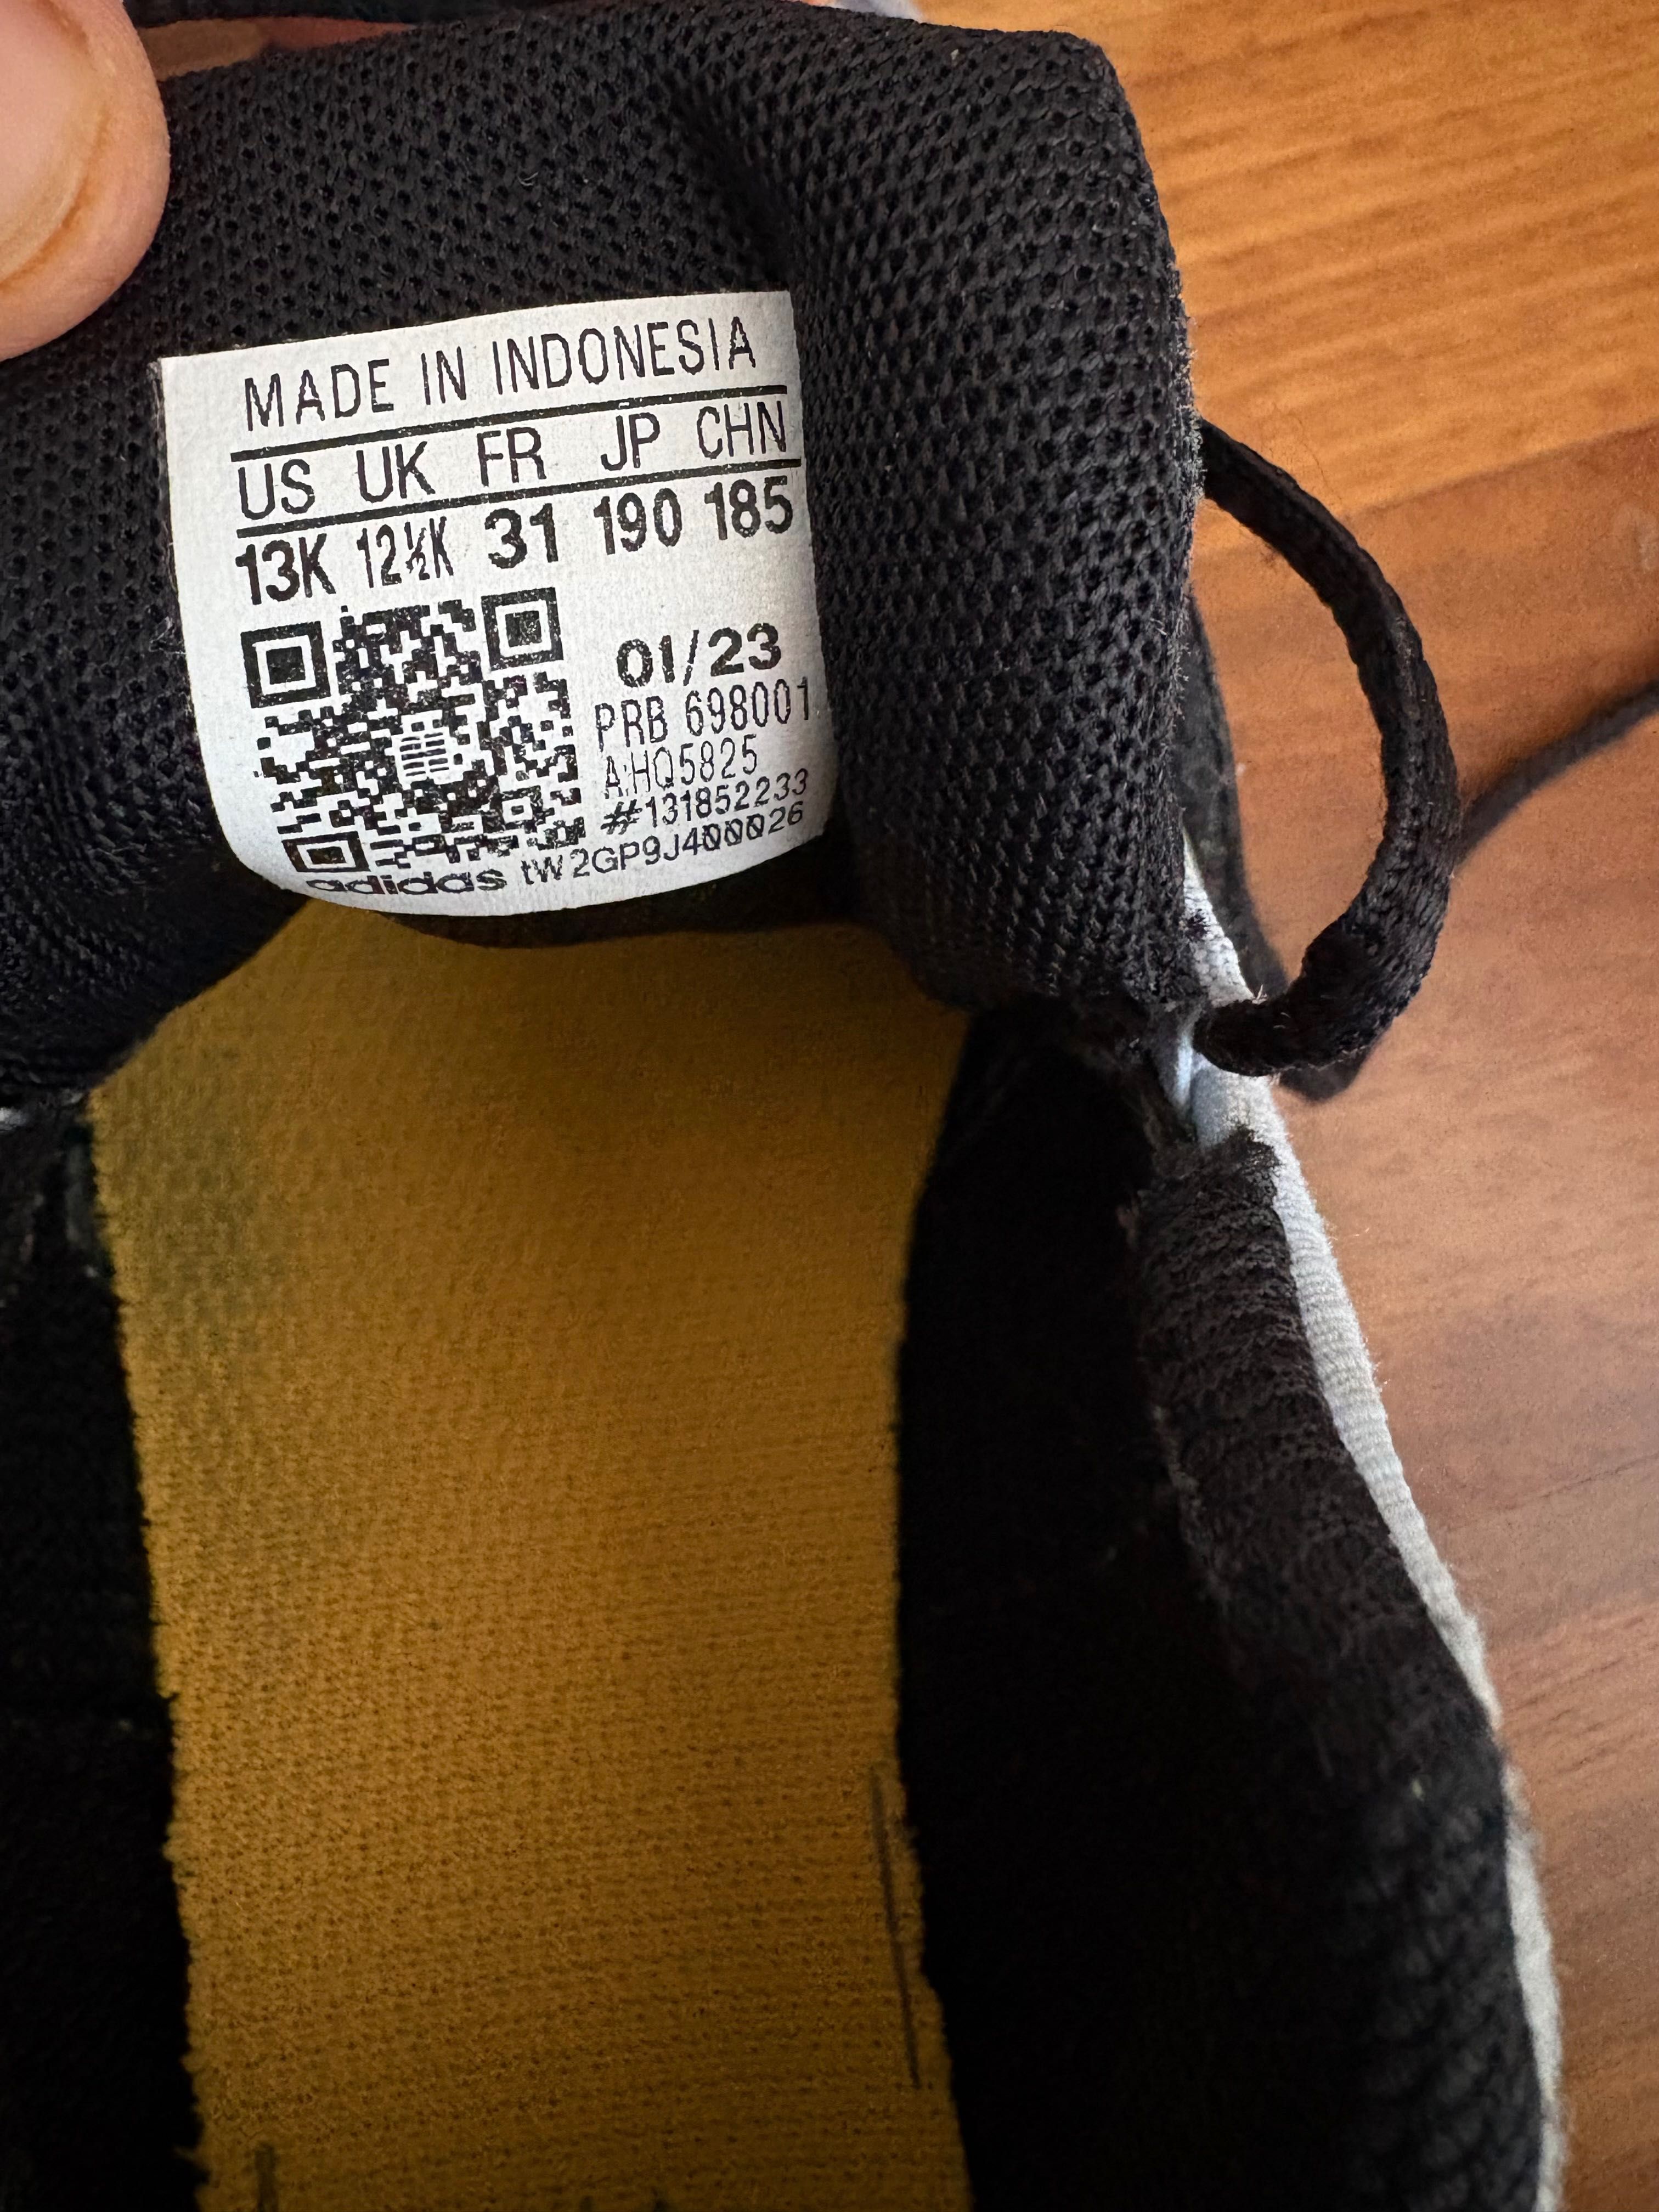 MADE IN INDONESIA
US UK FR JP CHN
13K 12½K 31 190 185
01/23
PRB 698001
A:HQ5825
#131852233
adidas tW2GP9J400026